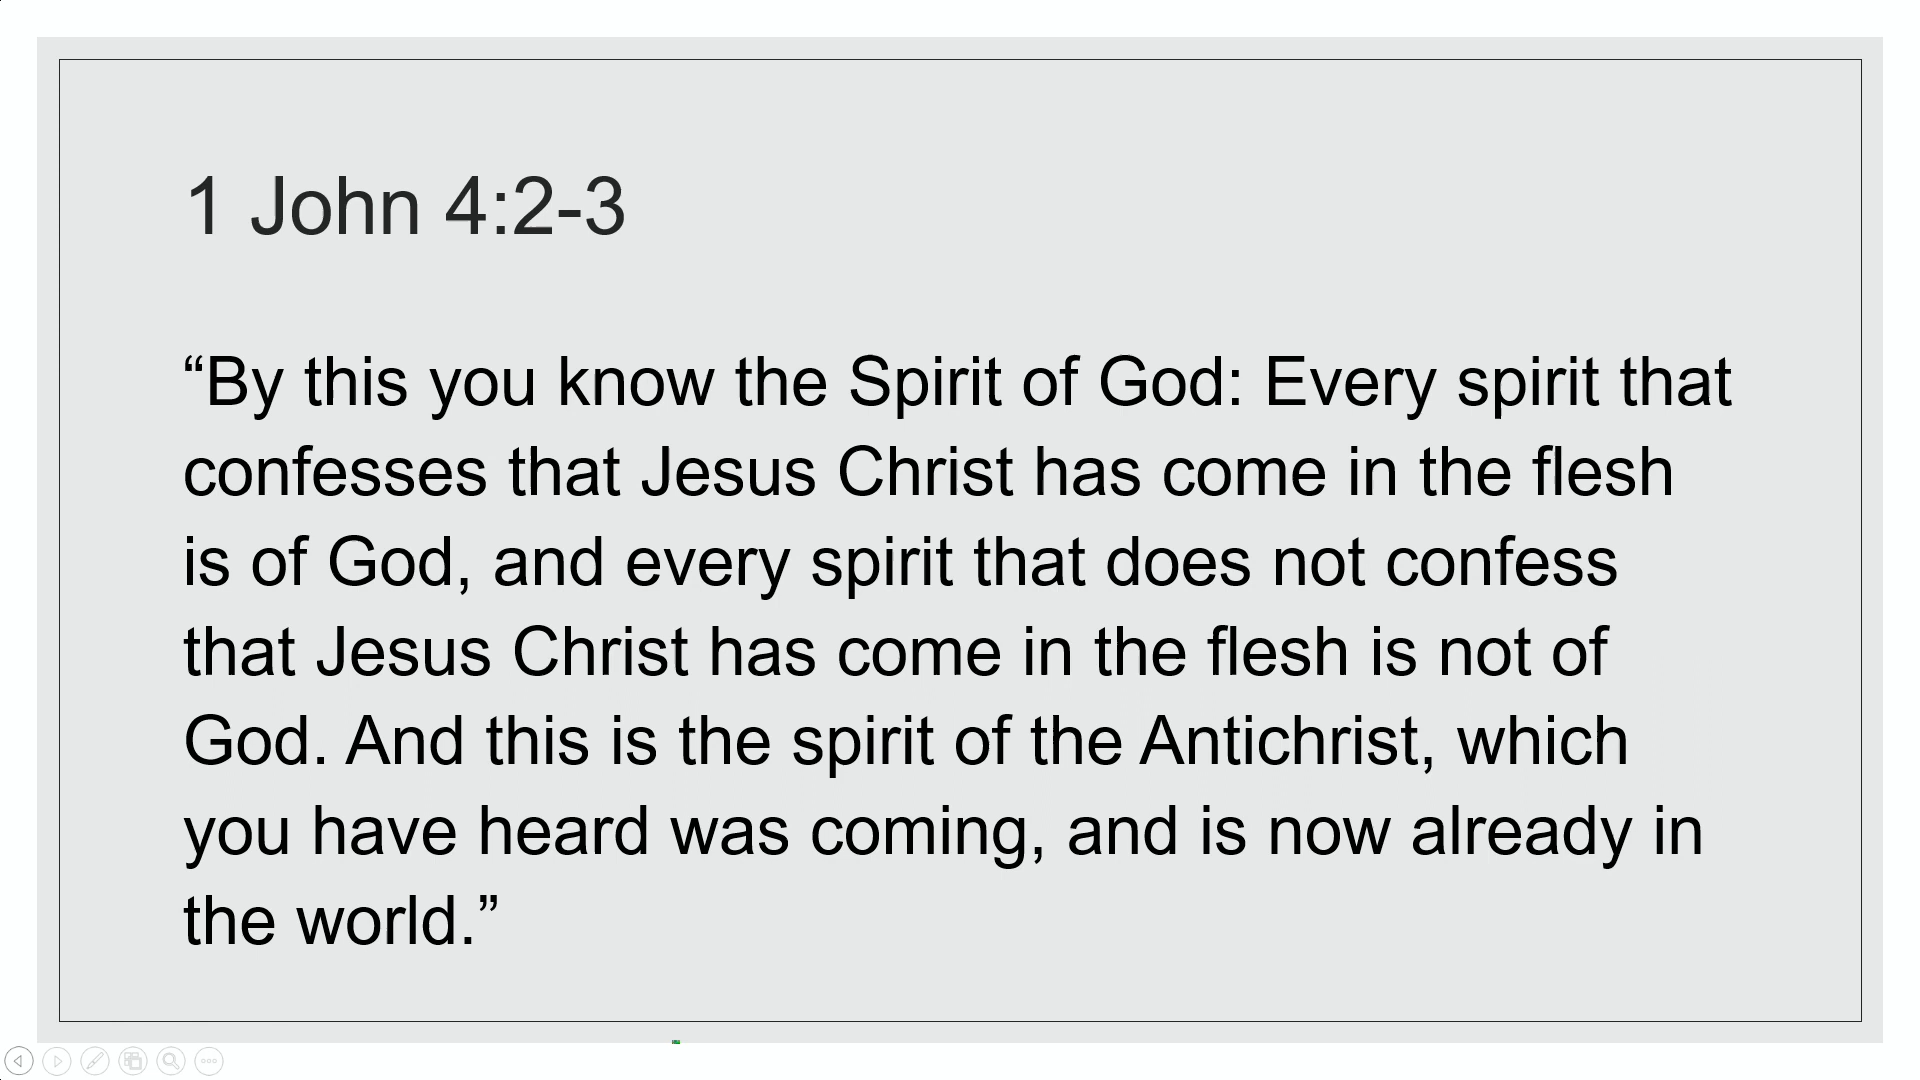 1 John 4:2-3
“By this you know the Spirit of God: Every spirit that
confesses that Jesus Christ has come in the flesh
is of God, and every spirit that does not confess
that Jesus Christ has come in the flesh is not of
God. And this is the spirit of the Antichrist, which
you have heard was coming, and is now already in
the world.”